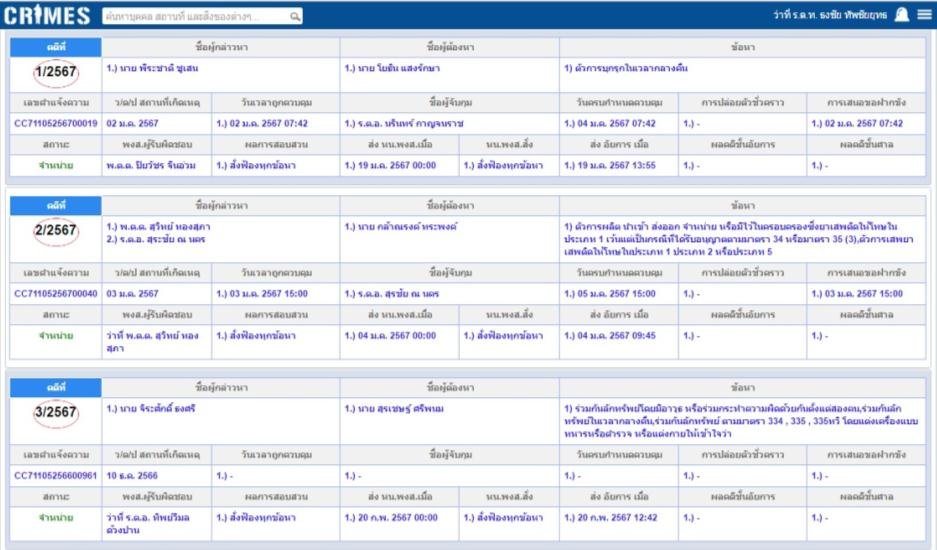 CRIMES
ค้นหาบุคคล สถานที่ และสิ่งของต่างๆ...
ว่าที่ ร.ต.ท. ธงชัย ทัพชัยยุทธ
คดีที่ ชื่อผู้กล่าวหา ชื่อผู้ต้องหา ข้อหา
1/2567 1.) นาย พีระชาติ ชูเสน 1.) นาย โยธิน แสงรักษา 1) ตัวการบุกรุกในเวลากลางคืน
เลขคำแจ้งความ ว/ด/ป สถานที่เกิดเหตุ วันเวลาถูกควบคุม ชื่อผู้จับกุม วันครบกำหนดควบคุม การปล่อยตัวชั่วคราว การเสนอขอฝากขัง
CC71105256700019 02 ม.ค. 2567 1.) 02 ม.ค. 2567 07:42 1.) ร.ต.อ. นรินทร์ กาญจนราช 1.) 04 ม.ค. 2567 07:42 1.) - 1.) 02 ม.ค. 2567 07:42
สถานะ พงส.ผู้รับผิดชอบ ผลการสอบสวน ส่ง หน.พงส.เมื่อ หน.พงส.สั่ง ส่ง อัยการ เมื่อ ผลคดีชั้นอัยการ ผลคดีชั้นศาล
จำหน่าย พ.ต.ต. ปิยวัชร จีนอ่วม 1.) สั่งฟ้องทุกข้อหา 1.) 19 ม.ค. 2567 00:00 1.) สั่งฟ้องทุกข้อหา 1.) 19 ม.ค. 2567 13:55 1.) - 1.) -
คดีที่ ชื่อผู้กล่าวหา ชื่อผู้ต้องหา ข้อหา
2/2567 1.) พ.ต.ต. สุวิทย์ ทองสุภา 1.) นาย กล้าณรงค์ ทระพงค์ 1) ตัวการผลิต นำเข้า ส่งออก จำหน่าย หรือมีไว้ในครอบครองซึ่งยาเสพติดให้โทษใน
2.) ร.ต.อ. สุระชัย ณ นคร ประเภท 1 เว้นแต่เป็นกรณีที่ได้รับอนุญาตตามมาตรา 34 หรือมาตรา 35 (3),ตัวการเสพยา
เสพติดให้โทษในประเภท 1 ประเภท 2 หรือประเภท 5
เลขคำแจ้งความ ว/ด/ป สถานที่เกิดเหตุ วันเวลาถูกควบคุม ชื่อผู้จับกุม วันครบกำหนดควบคุม การปล่อยตัวชั่วคราว การเสนอขอฝากขัง
CC71105256700040 03 ม.ค. 2567 1.) 03 ม.ค. 2567 15:00 1.) ร.ต.อ. สุรชัย ณ นคร 1.) 05 ม.ค. 2567 15:00 1.) - 1.) 03 ม.ค. 2567 15:00
สถานะ พงส.ผู้รับผิดชอบ ผลการสอบสวน ส่ง หน.พงส.เมื่อ หน.พงส.สั่ง ส่ง อัยการ เมื่อ ผลคดีชั้นอัยการ ผลคดีชั้นศาล
จำหน่าย ว่าที่ พ.ต.ต. สุวิทย์ ทอง 1.) สั่งฟ้องทุกข้อหา 1.) 04 ม.ค. 2567 00:00 1.) สั่งฟ้องทุกข้อหา 1.) 04 ม.ค. 2567 09:45 1.) - 1.) -
สุภา
คดีที่ ชื่อผู้กล่าวหา ชื่อผู้ต้องหา ข้อหา
3/2567 1.) นาย จิระศักดิ์ ธงศรี 1.) นาย สุรเชษฐ์ ศรีพนม 1) ร่วมกันลักทรัพย์โดยมีอาวุธ หรือร่วมกระทำความผิดด้วยกันตั้งแต่สองคน,ร่วมกันลัก
ทรัพย์ในเวลากลางคืน,ร่วมกันลักทรัพย์ ตามมาตรา 334 , 335 , 335ทวิ โดยแต่งเครื่องแบบ
ทหารหรือตำรวจ หรือแต่งกายให้เข้าใจว่า
เลขคำแจ้งความ ว/ด/ป สถานที่เกิดเหตุ วันเวลาถูกควบคุม ชื่อผู้จับกุม วันครบกำหนดควบคุม การปล่อยตัวชั่วคราว การเสนอขอฝากขัง
CC71105256600961 10 ธ.ค. 2566 1.) - 1.) - 1.) - 1.) - 1.) -
สถานะ พงส.ผู้รับผิดชอบ ผลการสอบสวน ส่ง หน.พงส.เมื่อ หน.พงส.สั่ง ส่ง อัยการ เมื่อ ผลคดีชั้นอัยการ ผลคดีชั้นศาล
จำหน่าย ว่าที่ ร.ต.อ. ทิพย์วิมล 1.) สั่งฟ้องทุกข้อหา 1.) 20 ก.พ. 2567 00:00 1.) สั่งฟ้องทุกข้อหา 1.) 20 ก.พ. 2567 12:42 1.) - 1.) -
ด้วงปาน